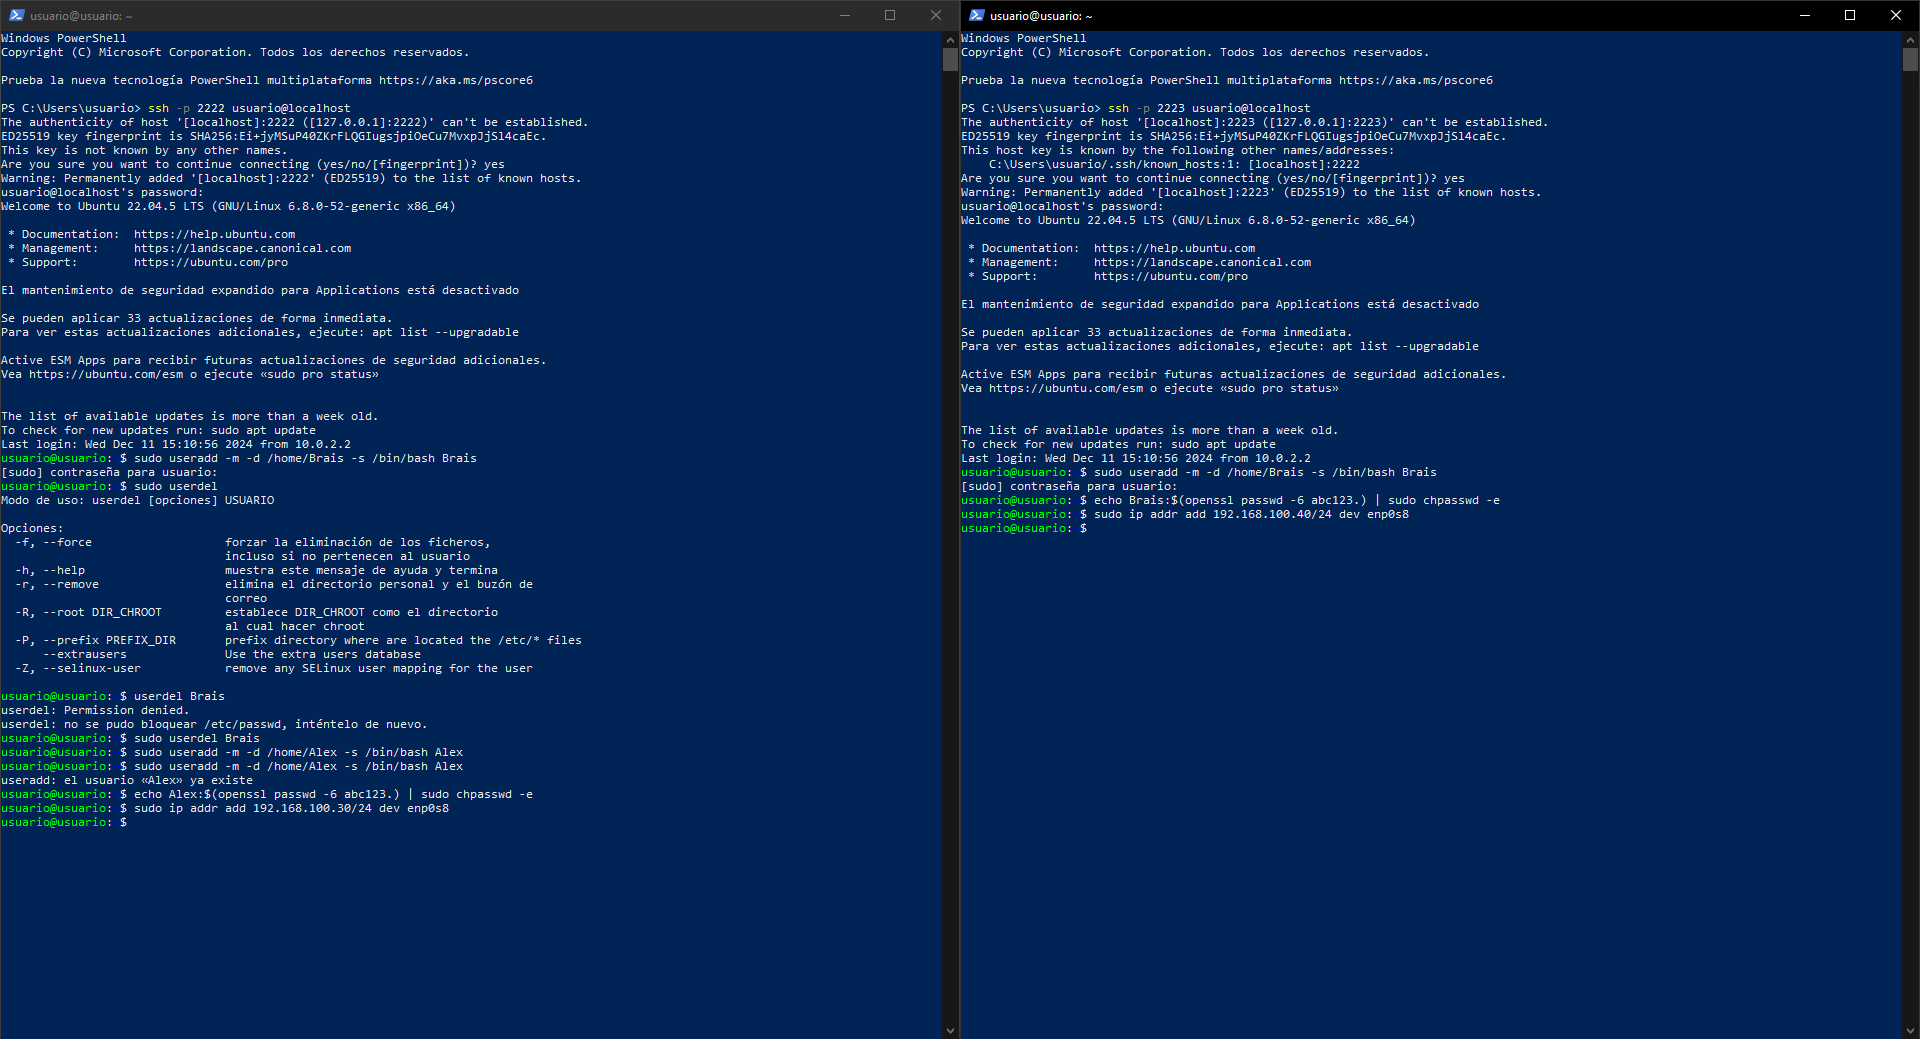 usuario@usuario: ~
Windows PowerShell
Copyright (C) Microsoft Corporation. Todos los derechos reservados.
Prueba la nueva tecnología PowerShell multiplataforma https://aka.ms/pscore6
PS C:\Users\usuario> ssh -p 2222 usuario@localhost
The authenticity of host '[localhost]:2222 ([127.0.0.1]:2222)' can't be established.
ED25519 key fingerprint is SHA256:Ei+jyMSuP40ZKrFLQGIugsjpiOeCu7MvxpJjSl4caEc.
This key is not known by any other names.
Are you sure you want to continue connecting (yes/no/[fingerprint])? yes
Warning: Permanently added '[localhost]:2222' (ED25519) to the list of known hosts.
usuario@localhost's password:
Welcome to Ubuntu 22.04.5 LTS (GNU/Linux 6.8.0-52-generic x86_64)
* Documentation:  https://help.ubuntu.com
* Management:     https://landscape.canonical.com
* Support:        https://ubuntu.com/pro
El mantenimiento de seguridad expandido para Applications está desactivado
Se pueden aplicar 33 actualizaciones de forma inmediata.
Para ver estas actualizaciones adicionales, ejecute: apt list --upgradable
Active ESM Apps para recibir futuras actualizaciones de seguridad adicionales.
Vea https://ubuntu.com/esm o ejecute «sudo pro status»
The list of available updates is more than a week old.
To check for new updates run: sudo apt update
Last login: Wed Dec 11 15:10:56 2024 from 10.0.2.2
usuario@usuario: $ sudo useradd -m -d /home/Brais -s /bin/bash Brais
[sudo] contraseña para usuario:
usuario@usuario: $ sudo userdel
Modo de uso: userdel [opciones] USUARIO
Opciones:
-f, --force                   forzar la eliminación de los ficheros,
incluso si no pertenecen al usuario
-h, --help                    muestra este mensaje de ayuda y termina
-r, --remove                  elimina el directorio personal y el buzón de
correo
-R, --root DIR_CHROOT         establece DIR_CHROOT como el directorio
al cual hacer chroot
-P, --prefix PREFIX_DIR       prefix directory where are located the /etc/* files
--extrausers              Use the extra users database
-Z, --selinux-user            remove any SELinux user mapping for the user
usuario@usuario: $ userdel Brais
userdel: Permission denied.
userdel: no se pudo bloquear /etc/passwd, inténtelo de nuevo.
usuario@usuario: $ sudo userdel Brais
usuario@usuario: $ sudo useradd -m -d /home/Alex -s /bin/bash Alex
usuario@usuario: $ sudo useradd -m -d /home/Alex -s /bin/bash Alex
useradd: el usuario «Alex» ya existe
usuario@usuario: $ echo Alex:$(openssl passwd -6 abc123.) | sudo chpasswd -e
usuario@usuario: $ sudo ip addr add 192.168.100.30/24 dev enp0s8
usuario@usuario: $
usuario@usuario: ~
Windows PowerShell
Copyright (C) Microsoft Corporation. Todos los derechos reservados.
Prueba la nueva tecnología PowerShell multiplataforma https://aka.ms/pscore6
PS C:\Users\usuario> ssh -p 2223 usuario@localhost
The authenticity of host '[localhost]:2223 ([127.0.0.1]:2223)' can't be established.
ED25519 key fingerprint is SHA256:Ei+jyMSuP40ZKrFLQGIugsjpiOeCu7MvxpJjSl4caEc.
This host key is known by the following other names/addresses:
C:\Users\usuario/.ssh/known_hosts:1: [localhost]:2222
Are you sure you want to continue connecting (yes/no/[fingerprint])? yes
Warning: Permanently added '[localhost]:2223' (ED25519) to the list of known hosts.
usuario@localhost's password:
Welcome to Ubuntu 22.04.5 LTS (GNU/Linux 6.8.0-52-generic x86_64)
* Documentation:  https://help.ubuntu.com
* Management:     https://landscape.canonical.com
* Support:        https://ubuntu.com/pro
El mantenimiento de seguridad expandido para Applications está desactivado
Se pueden aplicar 33 actualizaciones de forma inmediata.
Para ver estas actualizaciones adicionales, ejecute: apt list --upgradable
Active ESM Apps para recibir futuras actualizaciones de seguridad adicionales.
Vea https://ubuntu.com/esm o ejecute «sudo pro status»
The list of available updates is more than a week old.
To check for new updates run: sudo apt update
Last login: Wed Dec 11 15:10:56 2024 from 10.0.2.2
usuario@usuario: $ sudo useradd -m -d /home/Brais -s /bin/bash Brais
[sudo] contraseña para usuario:
usuario@usuario: $ echo Brais:$(openssl passwd -6 abc123.) | sudo chpasswd -e
usuario@usuario: $ sudo ip addr add 192.168.100.40/24 dev enp0s8
usuario@usuario: $